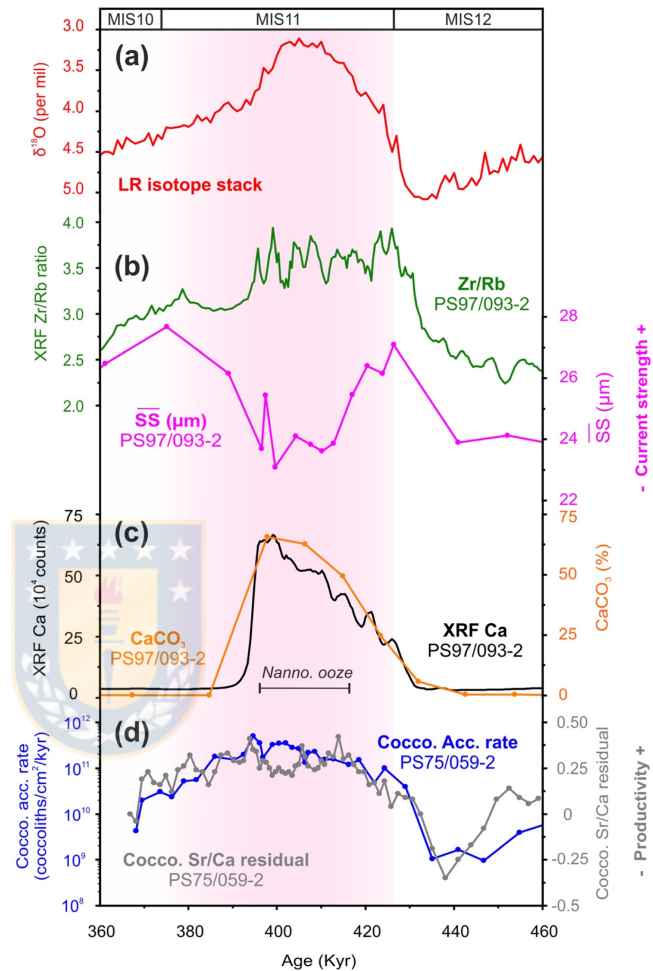 MIS10 MIS11 MIS12
(a)
3.0
3.5
4.0
4.5
5.0
δ¹⁸O (per mil)
LR isotope stack
(b)
4.0
3.5
3.0
2.5
2.0
XRF Zr/Rb ratio
Zr/Rb
PS97/093-2
28
26
24
22
SS (µm)
- Current strength +
SS (µm)
PS97/093-2
(c)
75
50
25
0
XRF Ca (10⁴ counts)
75
50
25
0
CaCO₃ (%)
CaCO₃
PS97/093-2
XRF Ca
PS97/093-2
Nanno. ooze
(d)
10¹²
10¹¹
10¹⁰
10⁹
10⁸
Cocco. acc. rate
(coccoliths/cm²/kyr)
Cocco. Acc. rate
PS75/059-2
0.50
0.25
0
-0.25
-0.5
Cocco. Sr/Ca residual
- Productivity +
Cocco. Sr/Ca residual
PS75/059-2
360 380 400 420 440 460
Age (Kyr)